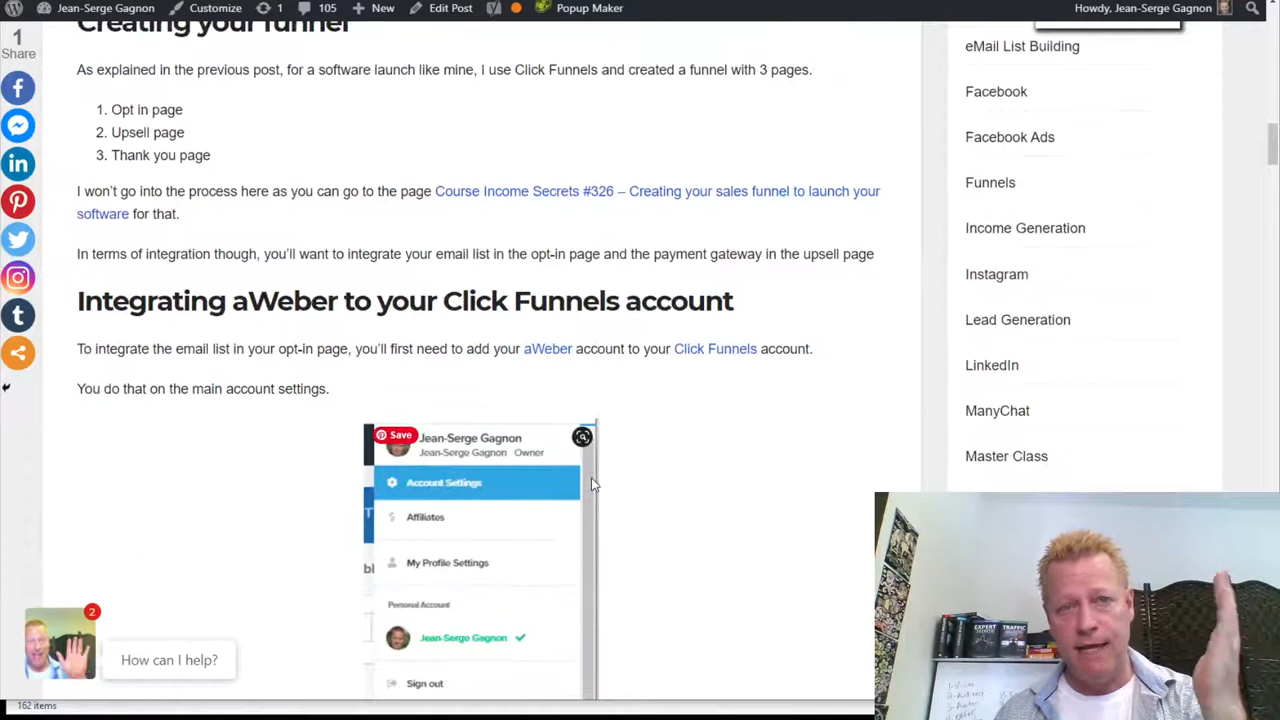 Jean-Serge Gagnon Customize 1 105 New Edit Post Popup Maker Howdy, Jean-Serge Gagnon
1
Share
Creating your funnel
As explained in the previous post, for a software launch like mine, I use Click Funnels and created a funnel with 3 pages.
1. Opt in page
2. Upsell page
3. Thank you page
I won't go into the process here as you can go to the page Course Income Secrets #326 – Creating your sales funnel to launch your
software for that.
In terms of integration though, you'll want to integrate your email list in the opt-in page and the payment gateway in the upsell page
Integrating aWeber to your Click Funnels account
To integrate the email list in your opt-in page, you'll first need to add your aWeber account to your Click Funnels account.
You do that on the main account settings.
Save
Jean-Serge Gagnon
Jean-Serge Gagnon Owner
Account Settings
Affiliates
My Profile Settings
Personal Account
Jean-Serge Gagnon
Sign out
eMail List Building
Facebook
Facebook Ads
Funnels
Income Generation
Instagram
Lead Generation
LinkedIn
ManyChat
Master Class
2
How can I help?
162 items
EXPERT
SECRETS
TRAFFIC
SECRETS